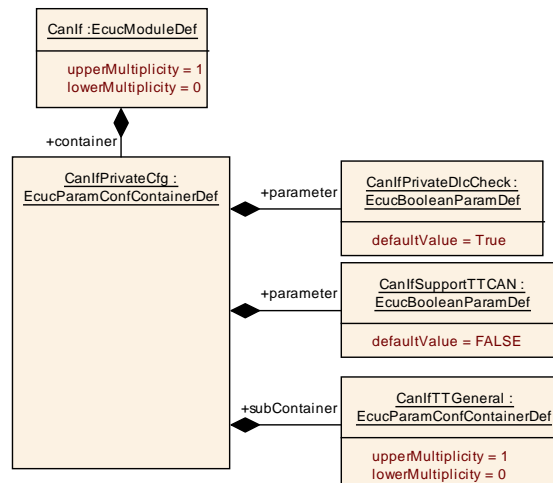 CanIf :EcucModuleDef
upperMultiplicity = 1
lowerMultiplicity = 0
+container
CanIfPrivateCfg :
EcucParamConfContainerDef
+parameter
CanIfPrivateDlcCheck :
EcucBooleanParamDef
defaultValue = True
+parameter
CanIfSupportTTCAN :
EcucBooleanParamDef
defaultValue = FALSE
+subContainer
CanIfTTGeneral :
EcucParamConfContainerDef
upperMultiplicity = 1
lowerMultiplicity = 0